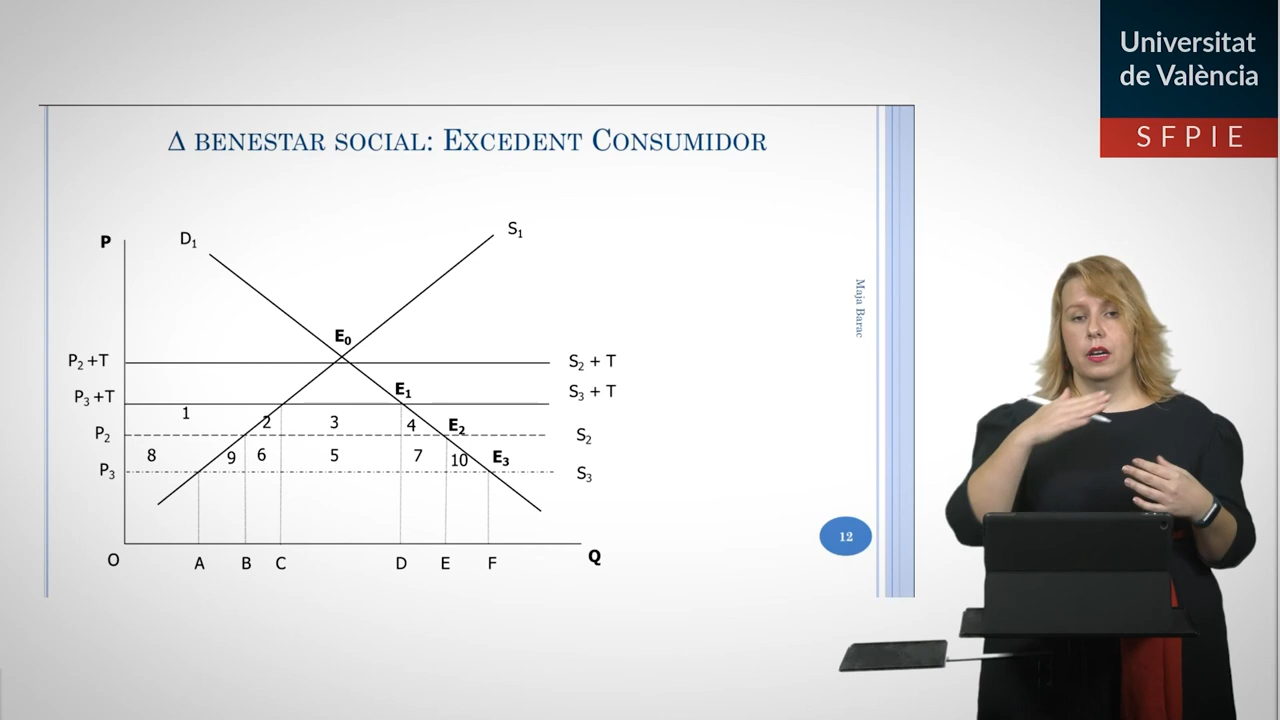 Universitat
de València
SFPIE
Δ BENESTAR SOCIAL: EXCEDENT CONSUMIDOR
P
D₁
S₁
E₀
P₂ +T
S₂ + T
P₃ +T
E₁
S₃ + T
1
2
3
4
E₂
P₂
S₂
8
9
6
5
7
10
E₃
P₃
S₃
O
A
B
C
D
E
F
Q
Maja Barac
12